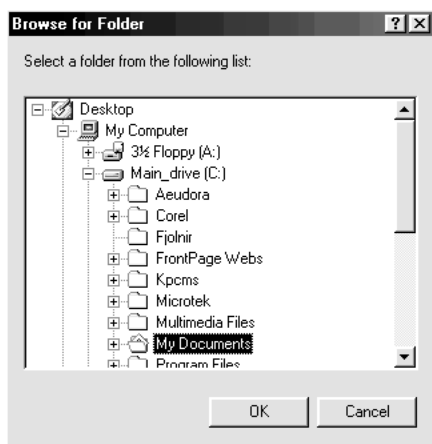 Browse for Folder
Select a folder from the following list:
Desktop
My Computer
3½ Floppy (A:)
Main_drive (C:)
Aeudora
Corel
Fjolnir
FrontPage Webs
Kpcms
Microtek
Multimedia Files
My Documents
Program Files
OK Cancel